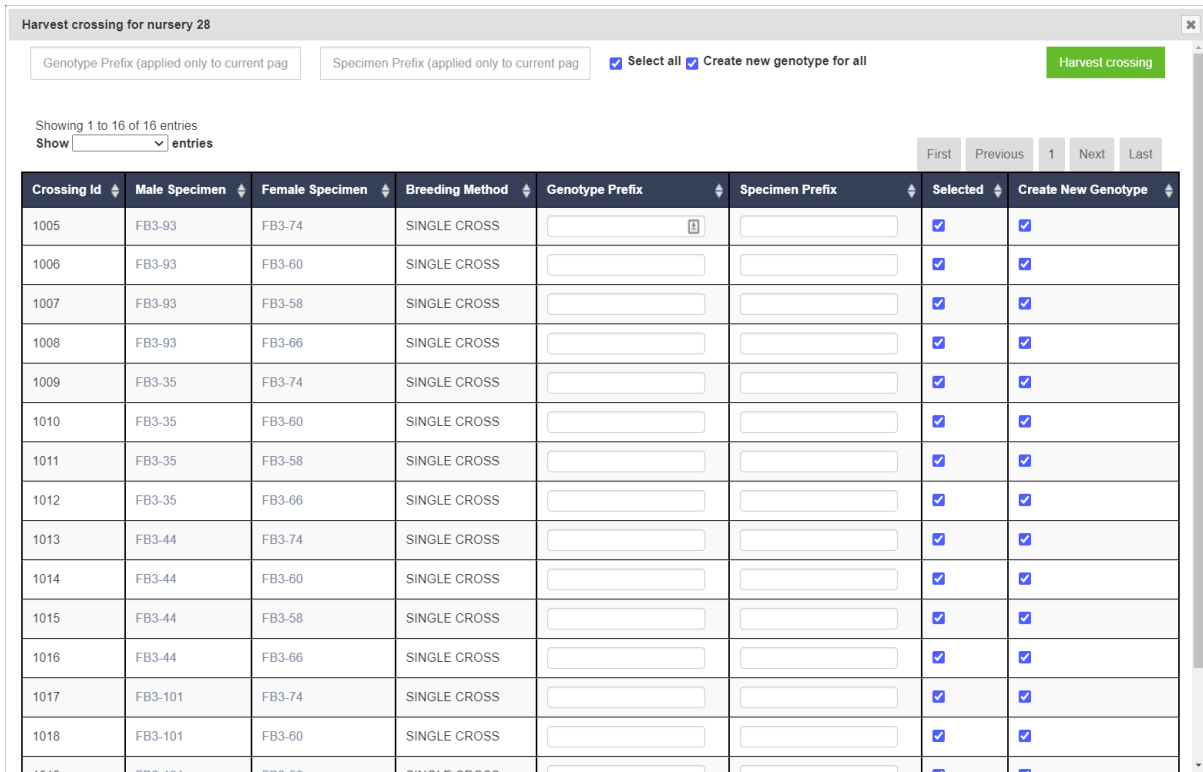 Harvest crossing for nursery 28
Genotype Prefix (applied only to current pag Specimen Prefix (applied only to current pag Select all Create new genotype for all Harvest crossing
Showing 1 to 16 of 16 entries
Show entries
First Previous 1 Next Last
Crossing Id Male Specimen Female Specimen Breeding Method Genotype Prefix Specimen Prefix Selected Create New Genotype
1005 FB3-93 FB3-74 SINGLE CROSS
1006 FB3-93 FB3-60 SINGLE CROSS
1007 FB3-93 FB3-58 SINGLE CROSS
1008 FB3-93 FB3-66 SINGLE CROSS
1009 FB3-35 FB3-74 SINGLE CROSS
1010 FB3-35 FB3-60 SINGLE CROSS
1011 FB3-35 FB3-58 SINGLE CROSS
1012 FB3-35 FB3-66 SINGLE CROSS
1013 FB3-44 FB3-74 SINGLE CROSS
1014 FB3-44 FB3-60 SINGLE CROSS
1015 FB3-44 FB3-58 SINGLE CROSS
1016 FB3-44 FB3-66 SINGLE CROSS
1017 FB3-101 FB3-74 SINGLE CROSS
1018 FB3-101 FB3-60 SINGLE CROSS